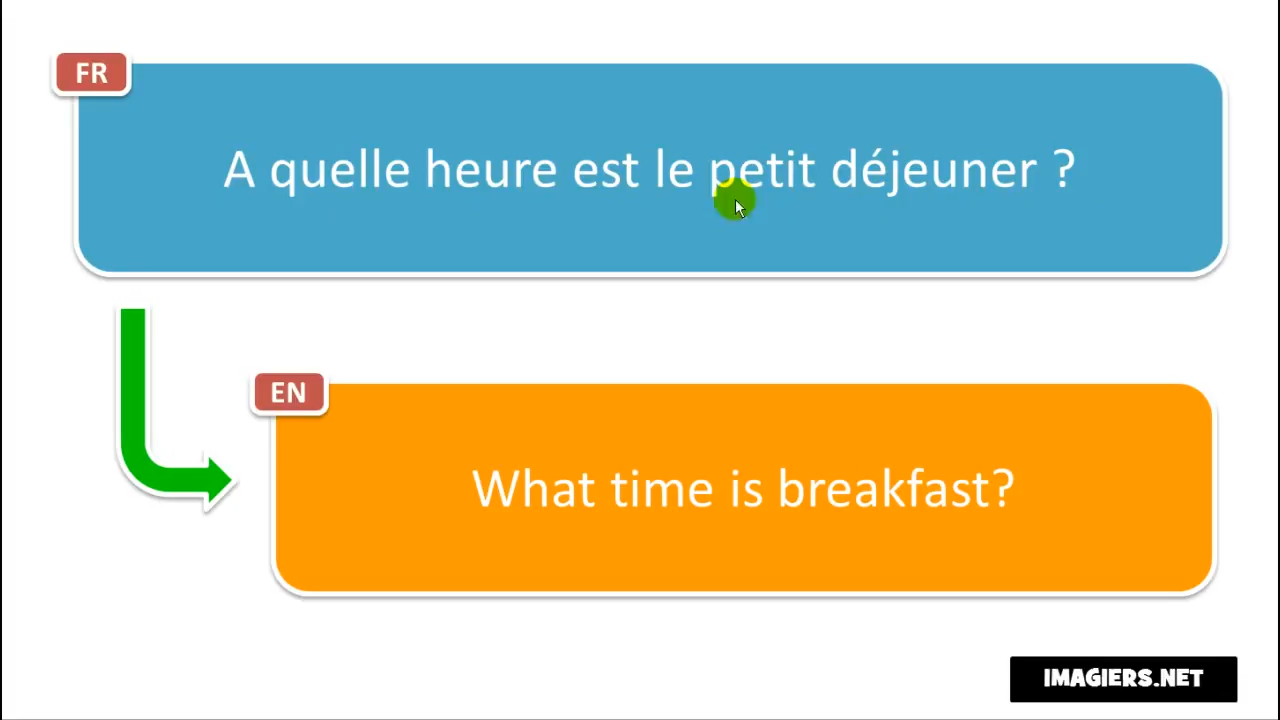 FR
A quelle heure est le petit déjeuner ?
EN
What time is breakfast?
IMAGIERS.NET